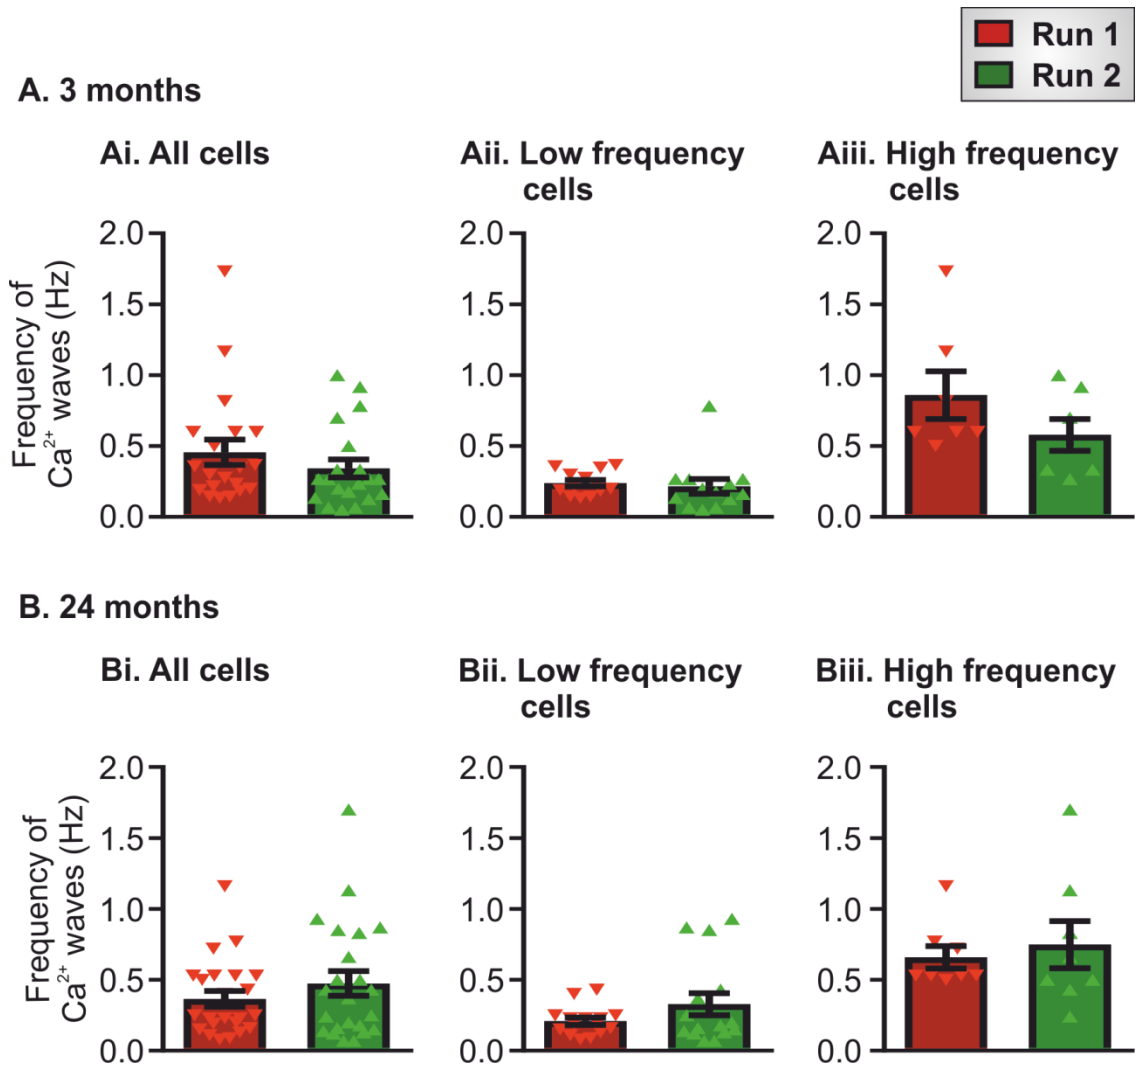 Run 1
Run 2
A. 3 months
Ai. All cells
Aii. Low frequency
cells
Aiii. High frequency
cells
Frequency of
Ca²⁺ waves (Hz)
2.0
1.5
1.0
0.5
0.0
2.0
1.5
1.0
0.5
0.0
2.0
1.5
1.0
0.5
0.0
B. 24 months
Bi. All cells
Bii. Low frequency
cells
Biii. High frequency
cells
Frequency of
Ca²⁺ waves (Hz)
2.0
1.5
1.0
0.5
0.0
2.0
1.5
1.0
0.5
0.0
2.0
1.5
1.0
0.5
0.0